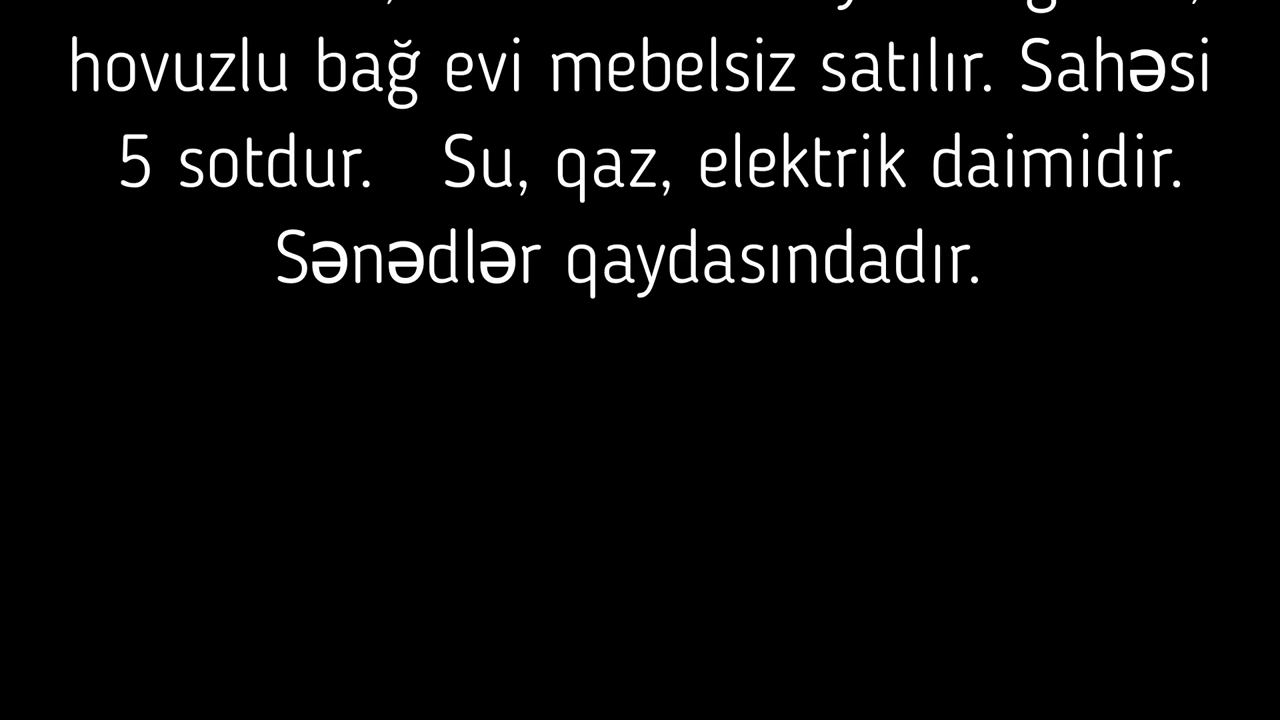 hovuzlu bağ evi mebelsiz satılır. Sahəsi
5 sotdur. Su, qaz, elektrik daimidir.
Sənədlər qaydasındadır.